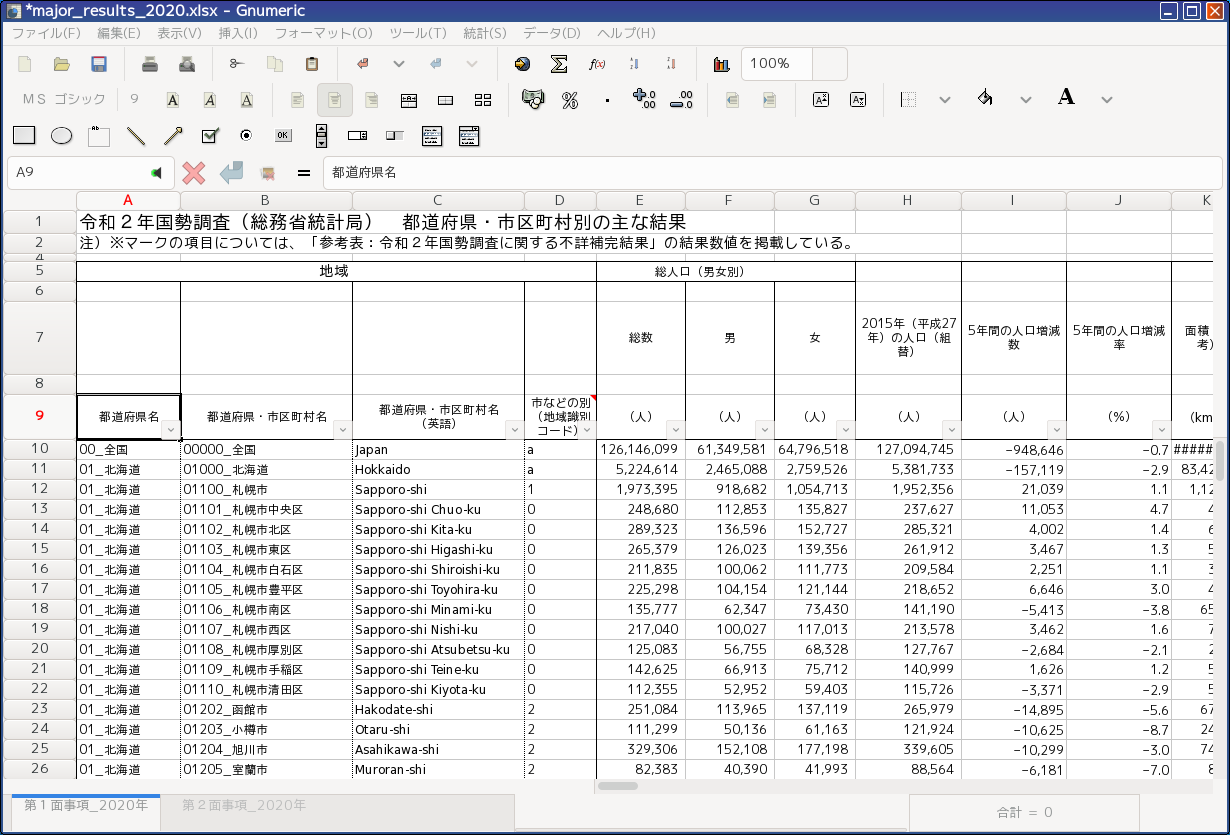 *major_results_2020.xlsx - Gnumeric
ファイル(F) 編集(E) 表示(V) 挿入(I) フォーマット(O) ツール(T) 統計(S) データ(D) ヘルプ(H)
100%
MS ゴシック 9
A9 = 都道府県名
A B C D E F G H I J K
1 令和２年国勢調査（総務省統計局）　都道府県・市区町村別の主な結果
2 注）※マークの項目については、「参考表：令和２年国勢調査に関する不詳補完結果」の結果数値を掲載している。
4
5 地域 総人口（男女別）
6
7 総数 男 女 2015年（平成27年）の人口（組替） 5年間の人口増減数 5年間の人口増減率 面積 考）
8
9 都道府県名 都道府県・市区町村名 都道府県・市区町村名（英語） 市などの別（地域識別コード） （人） （人） （人） （人） （人） （%） （km
10 00_全国 00000_全国 Japan a 126,146,099 61,349,581 64,796,518 127,094,745 −948,646 −0.7 #####
11 01_北海道 01000_北海道 Hokkaido a 5,224,614 2,465,088 2,759,526 5,381,733 −157,119 −2.9 83,42
12 01_北海道 01100_札幌市 Sapporo-shi 1 1,973,395 918,682 1,054,713 1,952,356 21,039 1.1 1,12
13 01_北海道 01101_札幌市中央区 Sapporo-shi Chuo-ku 0 248,680 112,853 135,827 237,627 11,053 4.7 4
14 01_北海道 01102_札幌市北区 Sapporo-shi Kita-ku 0 289,323 136,596 152,727 285,321 4,002 1.4 6
15 01_北海道 01103_札幌市東区 Sapporo-shi Higashi-ku 0 265,379 126,023 139,356 261,912 3,467 1.3 5
16 01_北海道 01104_札幌市白石区 Sapporo-shi Shiroishi-ku 0 211,835 100,062 111,773 209,584 2,251 1.1 3
17 01_北海道 01105_札幌市豊平区 Sapporo-shi Toyohira-ku 0 225,298 104,154 121,144 218,652 6,646 3.0 4
18 01_北海道 01106_札幌市南区 Sapporo-shi Minami-ku 0 135,777 62,347 73,430 141,190 −5,413 −3.8 65
19 01_北海道 01107_札幌市西区 Sapporo-shi Nishi-ku 0 217,040 100,027 117,013 213,578 3,462 1.6 7
20 01_北海道 01108_札幌市厚別区 Sapporo-shi Atsubetsu-ku 0 125,083 56,755 68,328 127,767 −2,684 −2.1 2
21 01_北海道 01109_札幌市手稲区 Sapporo-shi Teine-ku 0 142,625 66,913 75,712 140,999 1,626 1.2 5
22 01_北海道 01110_札幌市清田区 Sapporo-shi Kiyota-ku 0 112,355 52,952 59,403 115,726 −3,371 −2.9 5
23 01_北海道 01202_函館市 Hakodate-shi 2 251,084 113,965 137,119 265,979 −14,895 −5.6 67
24 01_北海道 01203_小樽市 Otaru-shi 2 111,299 50,136 61,163 121,924 −10,625 −8.7 24
25 01_北海道 01204_旭川市 Asahikawa-shi 2 329,306 152,108 177,198 339,605 −10,299 −3.0 74
26 01_北海道 01205_室蘭市 Muroran-shi 2 82,383 40,390 41,993 88,564 −6,181 −7.0 8
第１面事項_2020年 第２面事項_2020年 合計 = 0